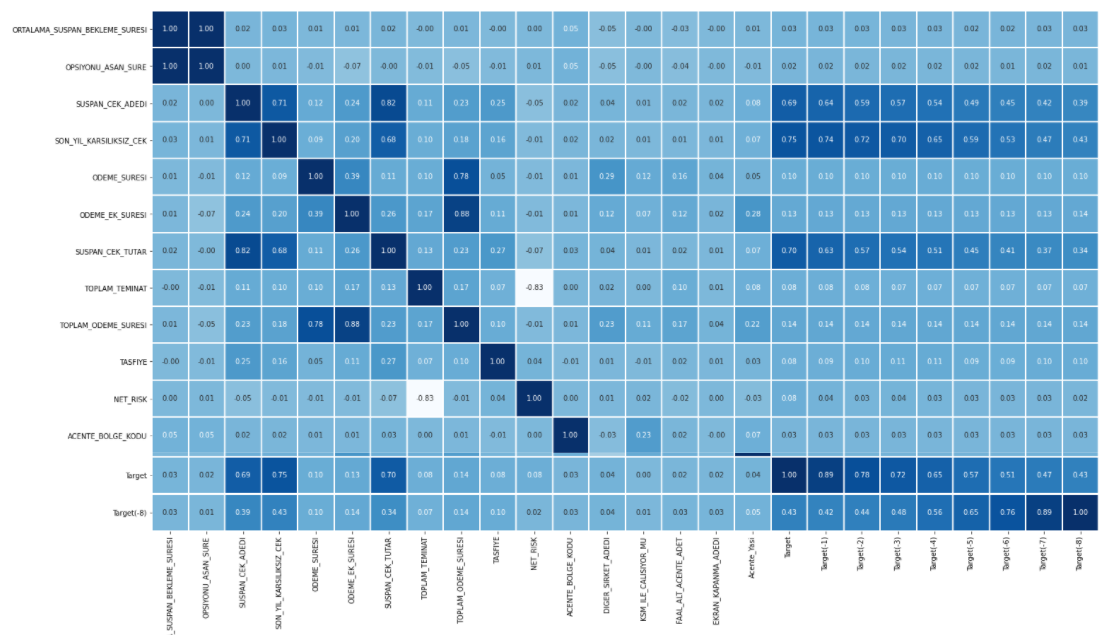 ORTALAMA_SUSPAN_BEKLEME_SURESI 1.00 1.00 0.02 0.03 0.01 0.01 0.02 -0.00 0.01 -0.00 0.00 0.05 -0.05 -0.00 -0.03 -0.00 0.01 0.03 0.03 0.03 0.03 0.03 0.02 0.02 0.03 0.03
OPSIYONU_ASAN_SURE 1.00 1.00 0.00 0.01 -0.01 -0.07 -0.00 -0.01 -0.05 -0.01 0.01 0.05 -0.05 -0.00 -0.04 -0.00 -0.01 0.02 0.02 0.02 0.02 0.02 0.01 0.01 0.02 0.01
SUSPAN_CEK_ADEDI 0.02 0.00 1.00 0.71 0.12 0.24 0.82 0.11 0.23 0.25 -0.05 0.02 0.04 0.01 0.02 0.02 0.08 0.69 0.64 0.59 0.57 0.54 0.49 0.45 0.42 0.39
SON_YIL_KARSILIKSIZ_CEK 0.03 0.01 0.71 1.00 0.09 0.20 0.68 0.10 0.18 0.16 -0.01 0.02 0.02 0.01 0.01 0.01 0.07 0.75 0.74 0.72 0.70 0.65 0.59 0.53 0.47 0.43
ODEME_SURESI 0.01 -0.01 0.12 0.09 1.00 0.39 0.11 0.10 0.78 0.05 -0.01 0.01 0.29 0.12 0.16 0.04 0.05 0.10 0.10 0.10 0.10 0.10 0.10 0.10 0.10 0.10
ODEME_EK_SURESI 0.01 -0.07 0.24 0.20 0.39 1.00 0.26 0.17 0.88 0.11 -0.01 0.01 0.12 0.07 0.12 0.02 0.28 0.13 0.13 0.13 0.13 0.13 0.13 0.13 0.13 0.14
SUSPAN_CEK_TUTAR 0.02 -0.00 0.82 0.68 0.11 0.26 1.00 0.13 0.23 0.27 -0.07 0.03 0.04 0.01 0.02 0.01 0.07 0.70 0.63 0.57 0.54 0.51 0.45 0.41 0.37 0.34
TOPLAM_TEMINAT -0.00 -0.01 0.11 0.10 0.10 0.17 0.13 1.00 0.17 0.07 -0.83 0.00 0.02 0.00 0.10 0.01 0.08 0.08 0.08 0.08 0.07 0.07 0.07 0.07 0.07 0.07
TOPLAM_ODEME_SURESI 0.01 -0.05 0.23 0.18 0.78 0.88 0.23 0.17 1.00 0.10 -0.01 0.01 0.23 0.11 0.17 0.04 0.22 0.14 0.14 0.14 0.14 0.14 0.14 0.14 0.14 0.14
TASFIYE -0.00 -0.01 0.25 0.16 0.05 0.11 0.27 0.07 0.10 1.00 0.04 -0.01 0.01 -0.01 0.02 0.01 0.03 0.08 0.09 0.10 0.11 0.11 0.09 0.09 0.10 0.10
NET_RISK 0.00 0.01 -0.05 -0.01 -0.01 -0.01 -0.07 -0.83 -0.01 0.04 1.00 -0.00 0.01 0.02 -0.02 0.00 -0.03 0.08 0.04 0.03 0.04 0.03 0.03 0.03 0.03 0.02
ACENTE_BOLGE_KODU 0.05 0.05 0.02 0.02 0.01 0.01 0.03 0.00 0.01 -0.01 0.00 1.00 -0.03 0.23 0.02 -0.00 0.07 0.03 0.03 0.03 0.03 0.03 0.03 0.03 0.03 0.03
Target 0.03 0.02 0.69 0.75 0.10 0.13 0.70 0.08 0.14 0.08 0.08 0.03 0.04 0.00 0.02 0.02 0.04 1.00 0.89 0.78 0.72 0.65 0.57 0.51 0.47 0.43
Target(-8) 0.03 0.01 0.39 0.43 0.10 0.14 0.34 0.07 0.14 0.10 0.02 0.03 0.04 0.01 0.03 0.03 0.05 0.43 0.42 0.44 0.48 0.56 0.65 0.76 0.89 1.00
_SUSPAN_BEKLEME_SURESI
OPSIYONU_ASAN_SURE
SUSPAN_CEK_ADEDI
SON_YIL_KARSILIKSIZ_CEK
ODEME_SURESI
ODEME_EK_SURESI
SUSPAN_CEK_TUTAR
TOPLAM_TEMINAT
TOPLAM_ODEME_SURESI
TASFIYE
NET_RISK
ACENTE_BOLGE_KODU
DIGER_SIRKET_ADEDI
KSM_ILE_CALISIYOR_MU
FAAL_ALT_ACENTE_ADET
EKRAN_KAPANMA_ADEDI
Acente_Yasi
Target
Target(-1)
Target(-2)
Target(-3)
Target(-4)
Target(-5)
Target(-6)
Target(-7)
Target(-8)